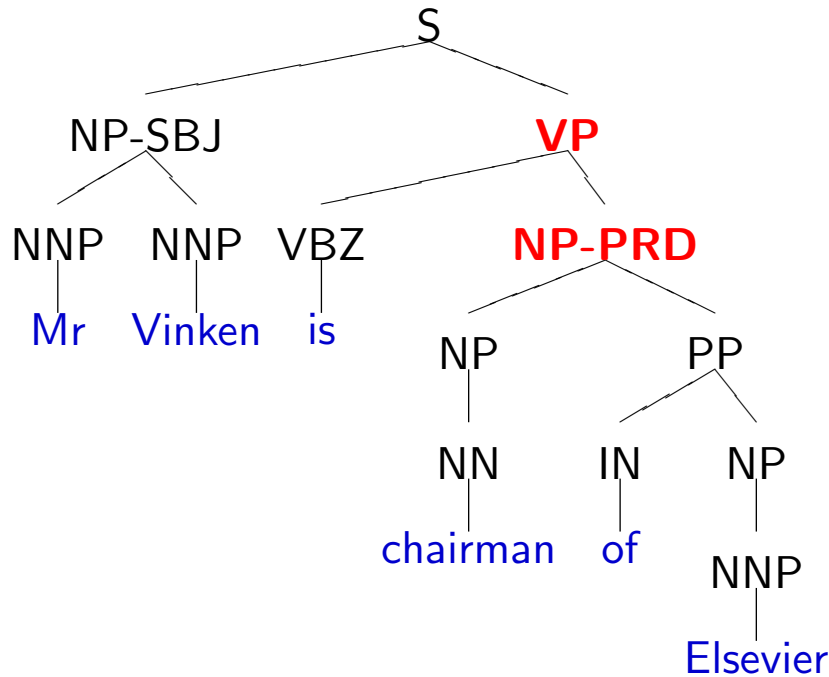 S
NP-SBJ VP
NNP NNP VBZ NP-PRD
Mr Vinken is
NP PP
NN IN NP
chairman of
NNP
Elsevier